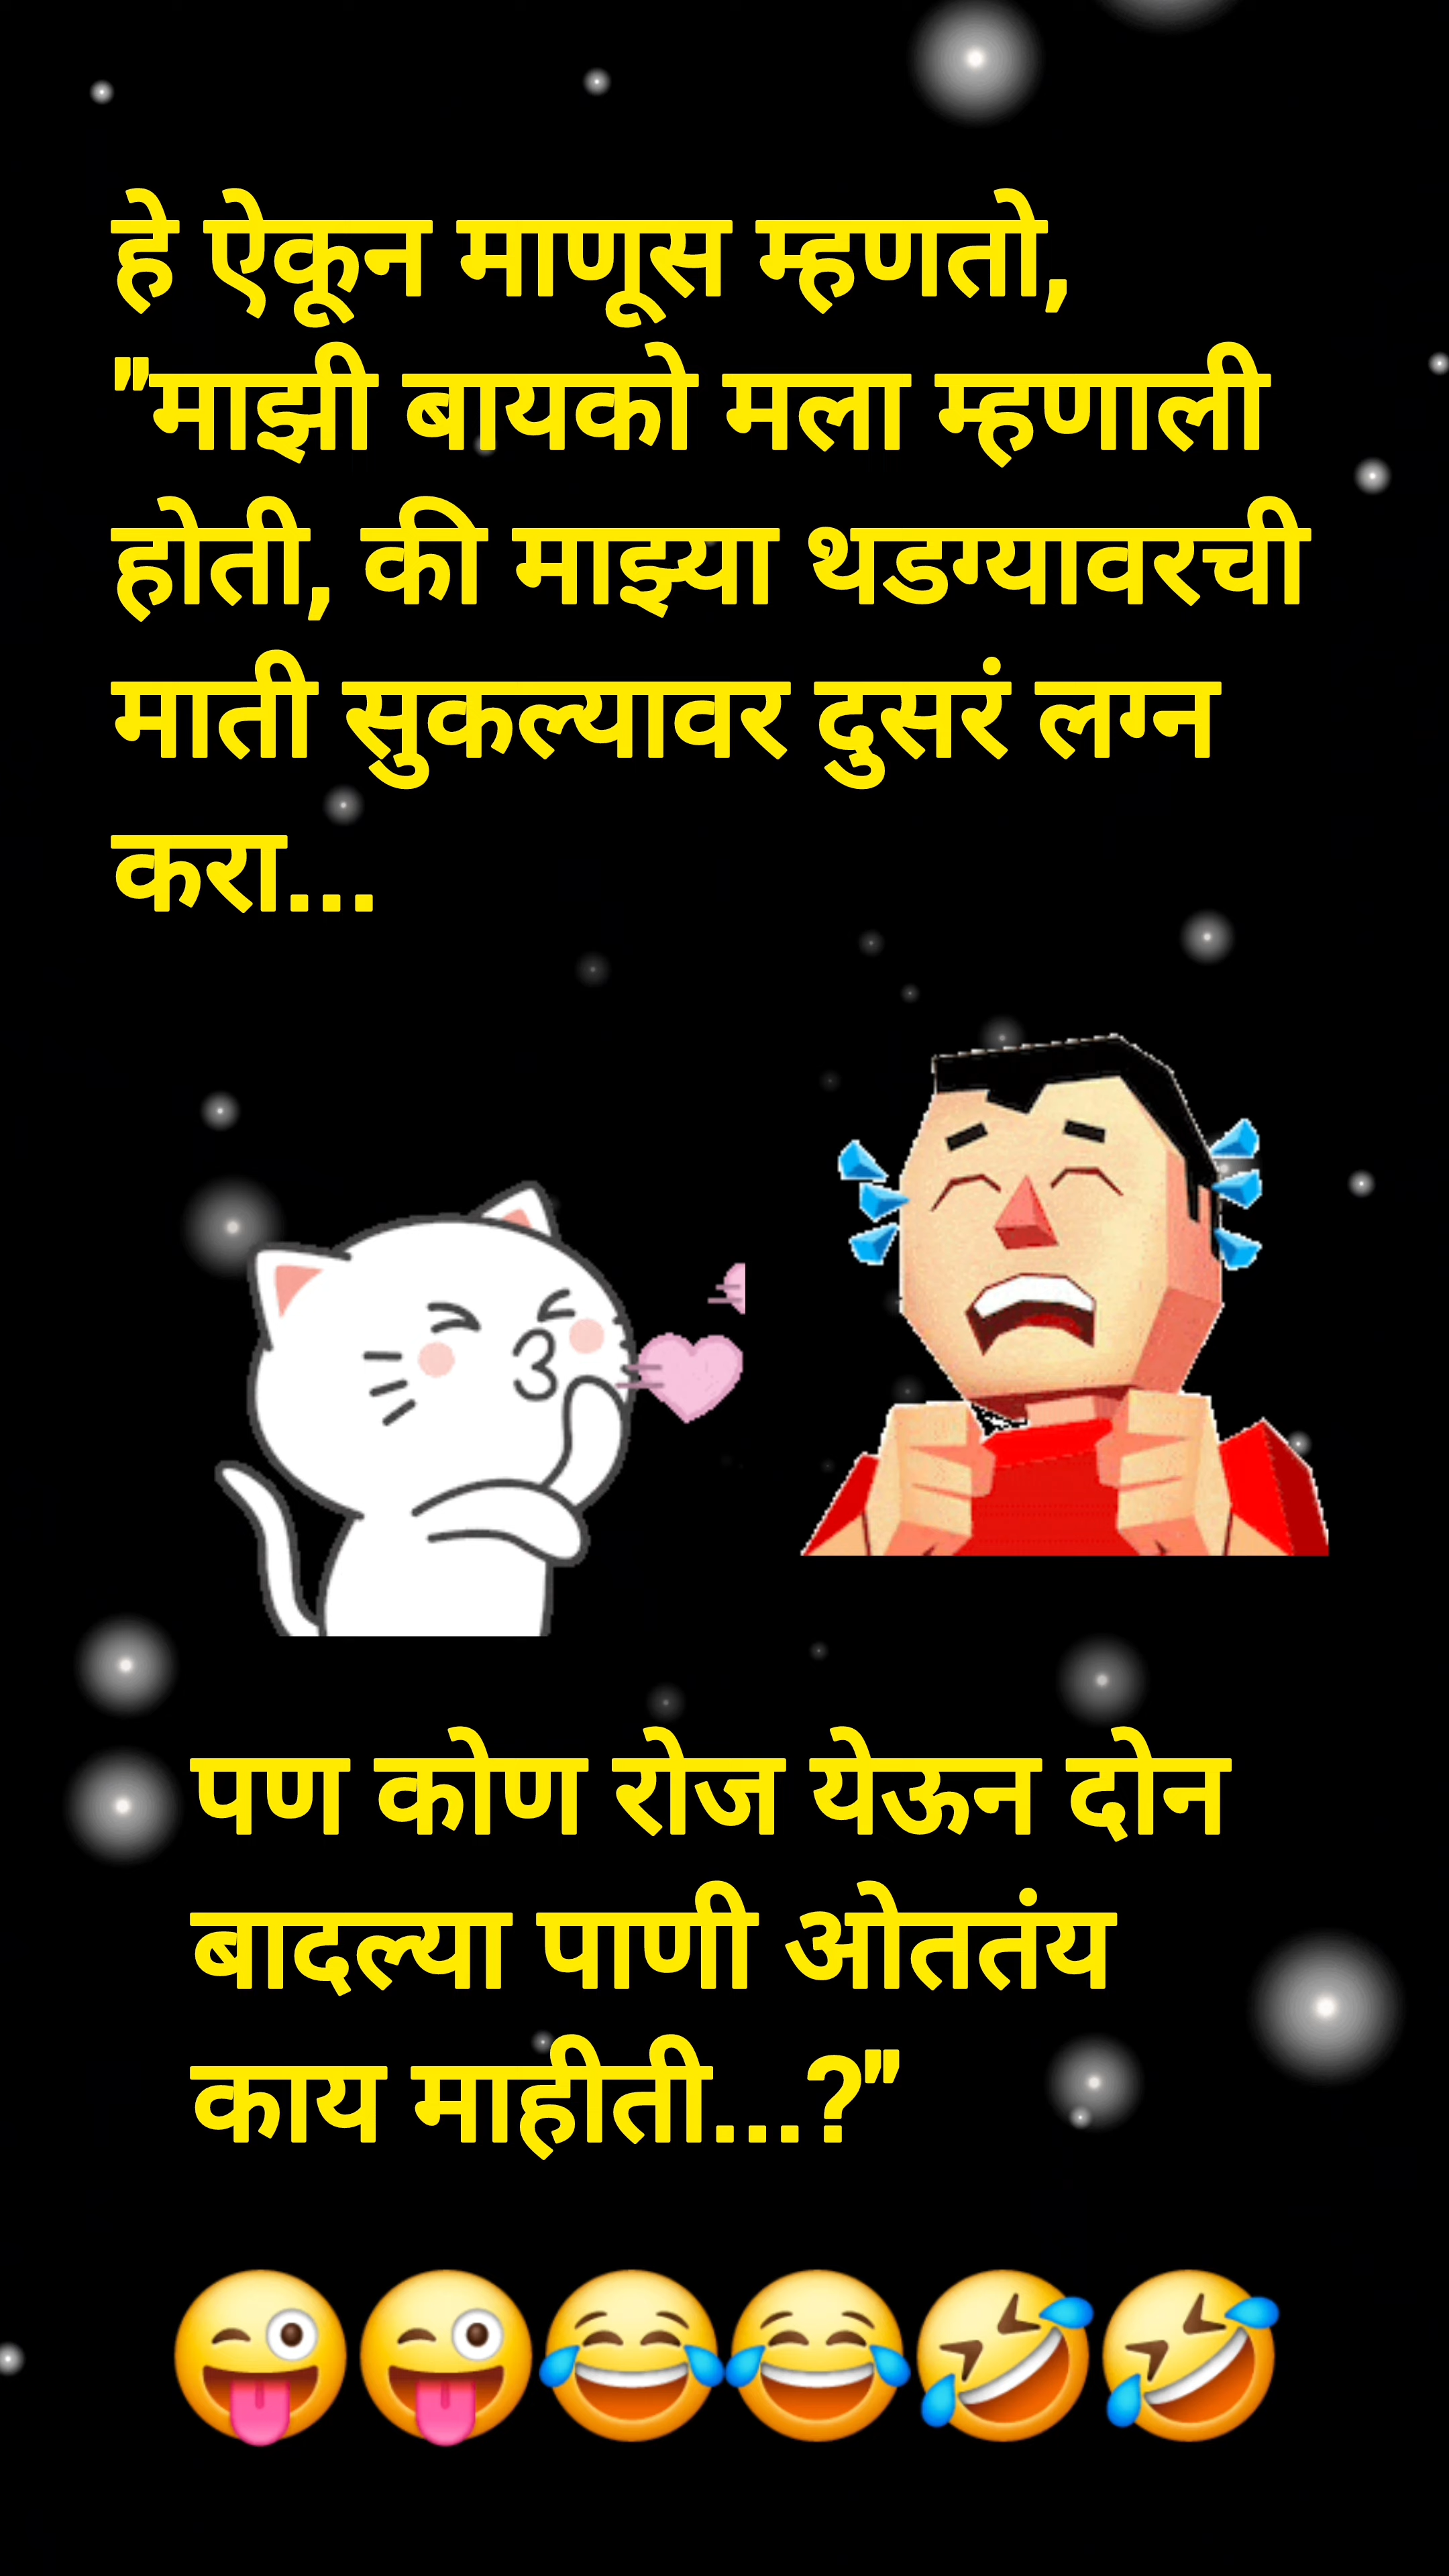 हे ऐकून माणूस म्हणतो,
"माझी बायको मला म्हणाली
होती, की माझ्या थडग्यावरची
माती सुकल्यावर दुसरं लग्न
करा...
पण कोण रोज येऊन दोन
बादल्या पाणी ओततंय
काय माहीती...?"
😜😜😂😂🤣🤣